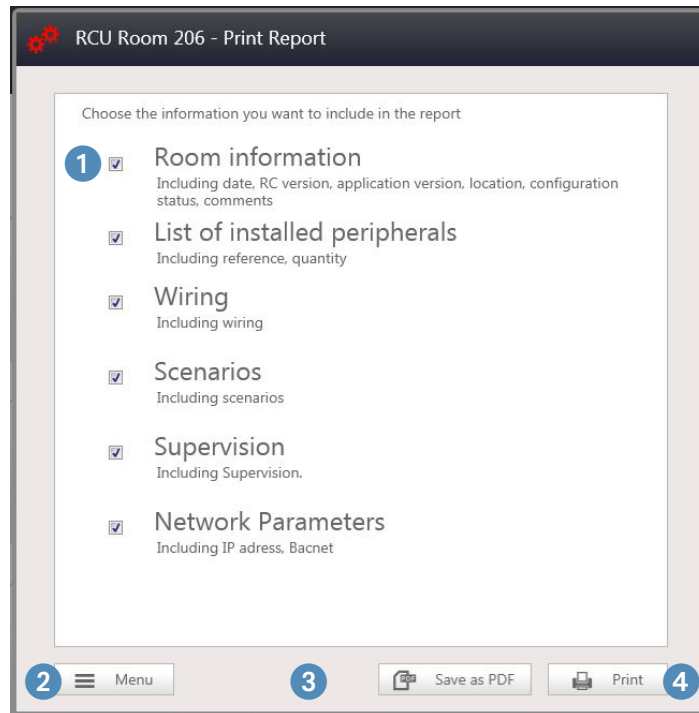 RCU Room 206 - Print Report
Choose the information you want to include in the report
1
Room information
Including date, RC version, application version, location, configuration
status, comments
List of installed peripherals
Including reference, quantity
Wiring
Including wiring
Scenarios
Including scenarios
Supervision
Including Supervision.
Network Parameters
Including IP adress, Bacnet
2 Menu 3 PDF Save as PDF Print 4